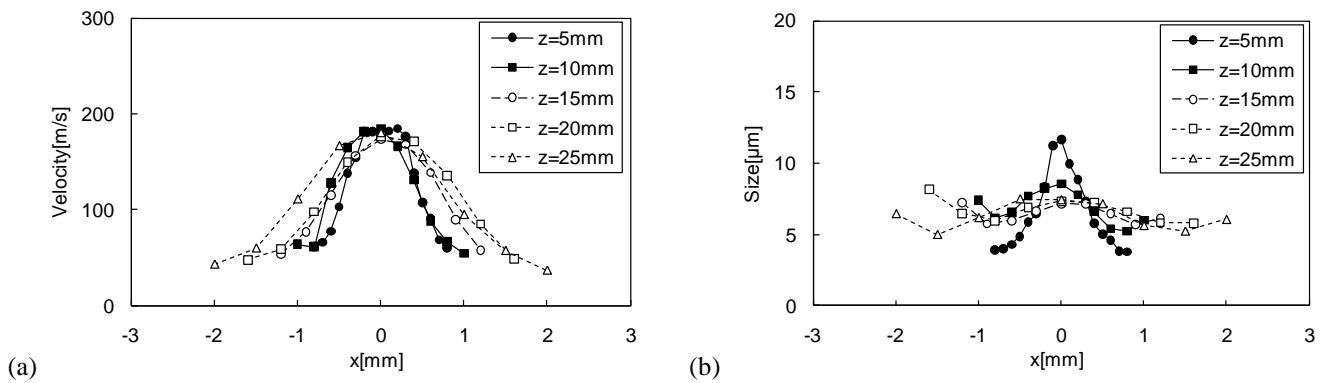 300
200
100
0
Velocity[m/s]
-3 -2 -1 0 1 2 3
x[mm]
z=5mm
z=10mm
z=15mm
z=20mm
z=25mm
(a)
20
15
10
5
0
Size[µm]
-3 -2 -1 0 1 2 3
x[mm]
z=5mm
z=10mm
z=15mm
z=20mm
z=25mm
(b)